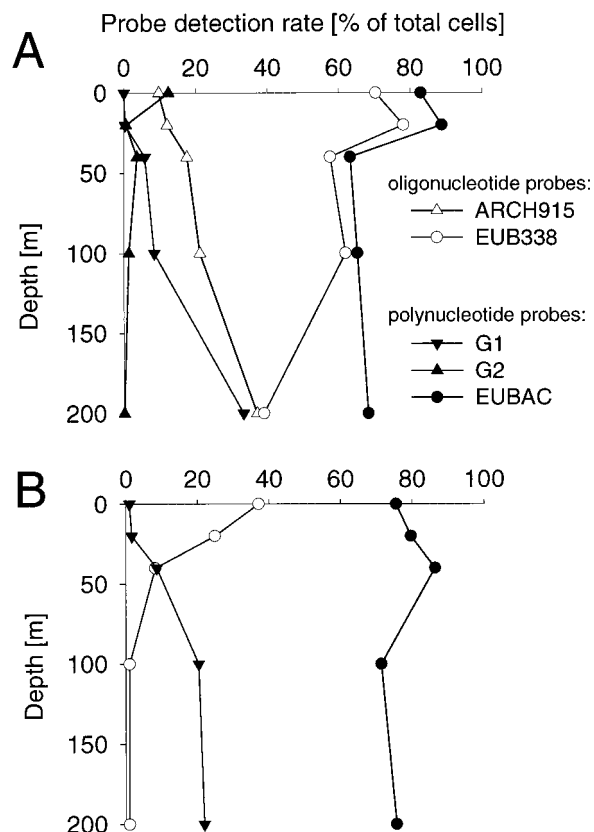 Probe detection rate [% of total cells]
A
0 20 40 60 80 100
0
50
100
150
200
Depth [m]
oligonucleotide probes:
ARCH915
EUB338
polynucleotide probes:
G1
G2
EUBAC
B
0 20 40 60 80 100
0
50
100
150
200
Depth [m]